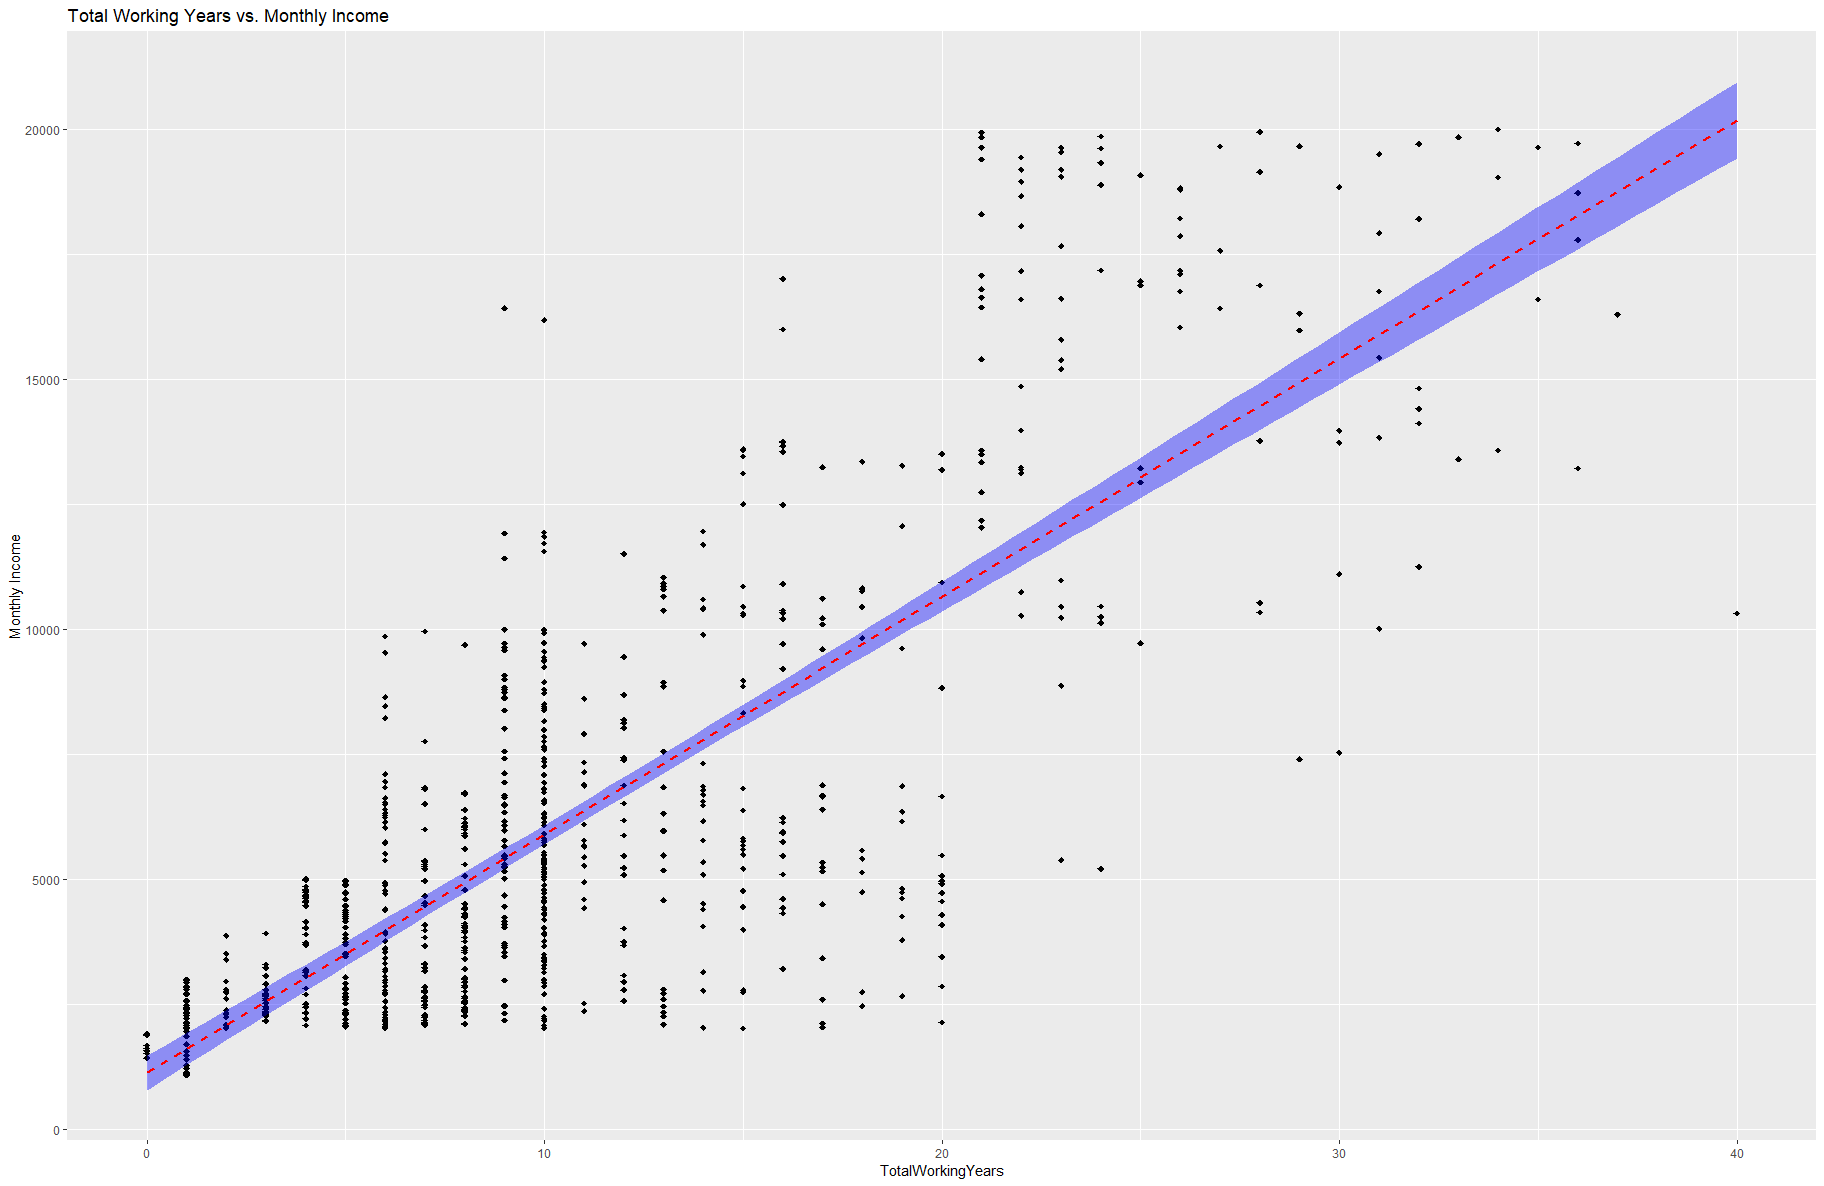 Total Working Years vs. Monthly Income
Monthly Income
20000
15000
10000
5000
0
0 10 20 30 40
TotalWorkingYears